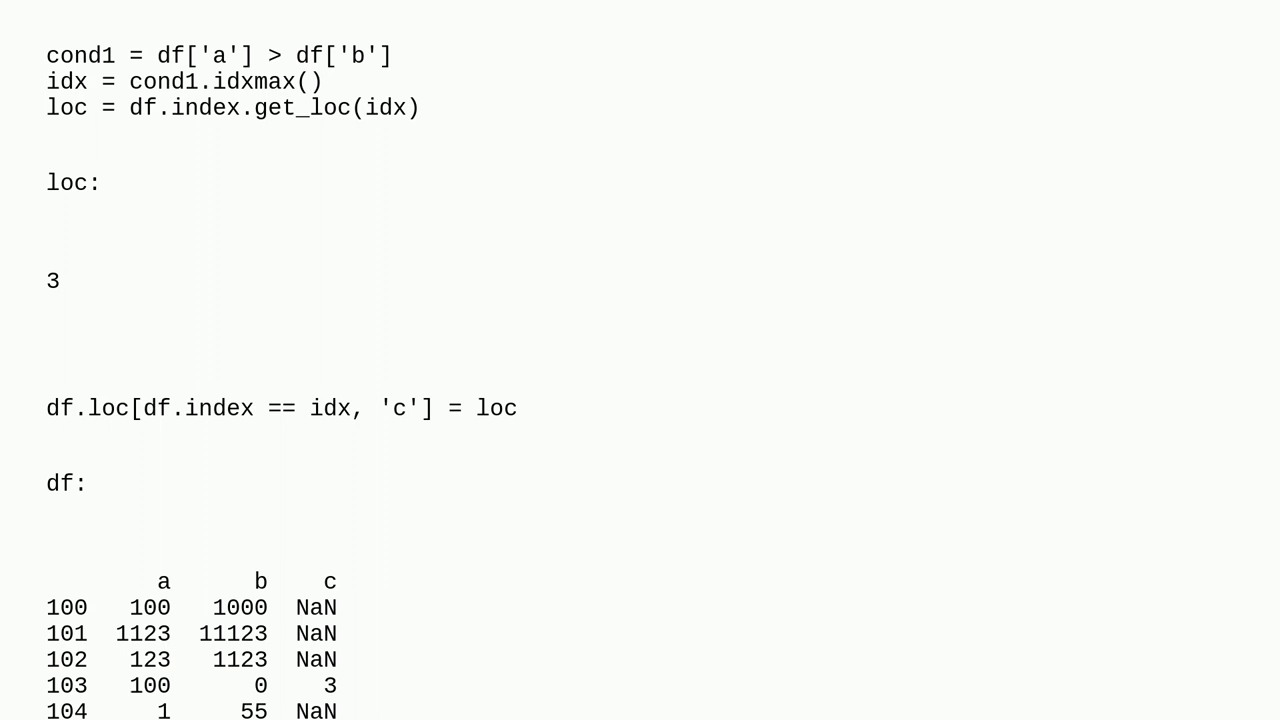 cond1 = df['a'] > df['b']
idx = cond1.idxmax()
loc = df.index.get_loc(idx)
loc:
3
df.loc[df.index == idx, 'c'] = loc
df:
        a      b    c
100   100   1000  NaN
101  1123  11123  NaN
102   123   1123  NaN
103   100      0    3
104     1     55  NaN